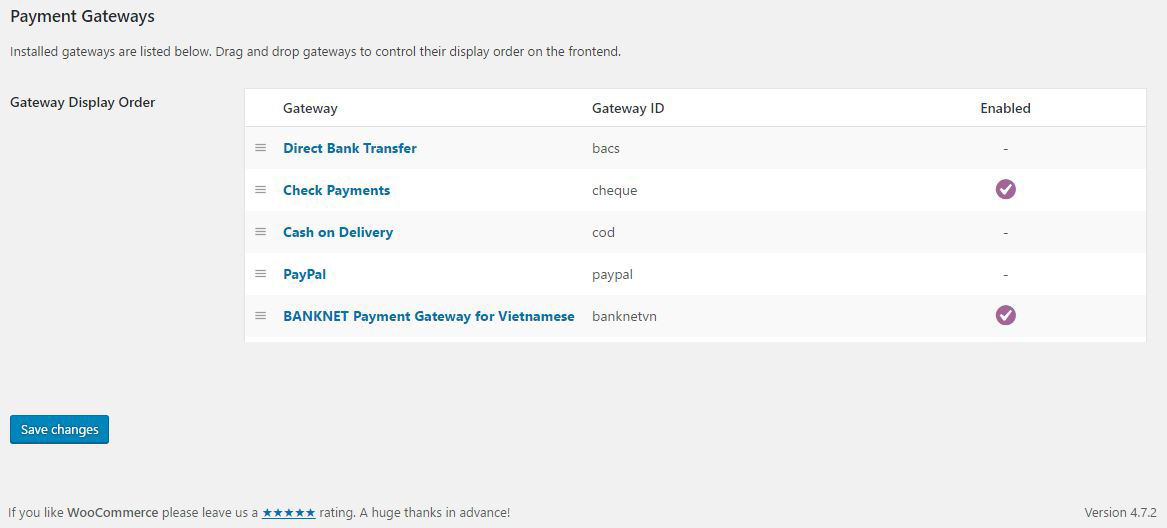 Payment Gateways
Installed gateways are listed below. Drag and drop gateways to control their display order on the frontend.
Gateway Display Order
Gateway Gateway ID Enabled
Direct Bank Transfer bacs -
Check Payments cheque
Cash on Delivery cod -
PayPal paypal -
BANKNET Payment Gateway for Vietnamese banknetvn
Save changes
If you like WooCommerce please leave us a ★★★★★ rating. A huge thanks in advance! Version 4.7.2